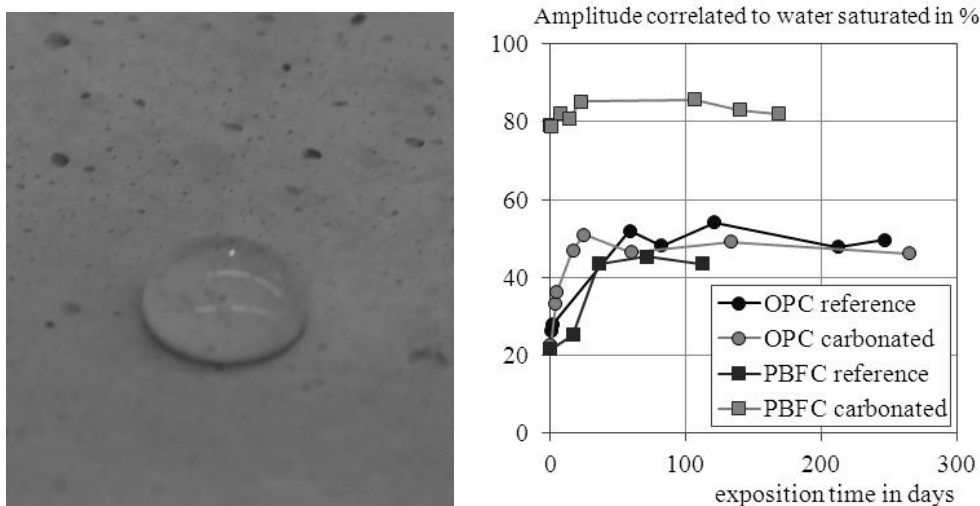 Amplitude correlated to water saturated in %
100
80
60
40
20
0
OPC reference
OPC carbonated
PBFC reference
PBFC carbonated
0 100 200 300
exposition time in days